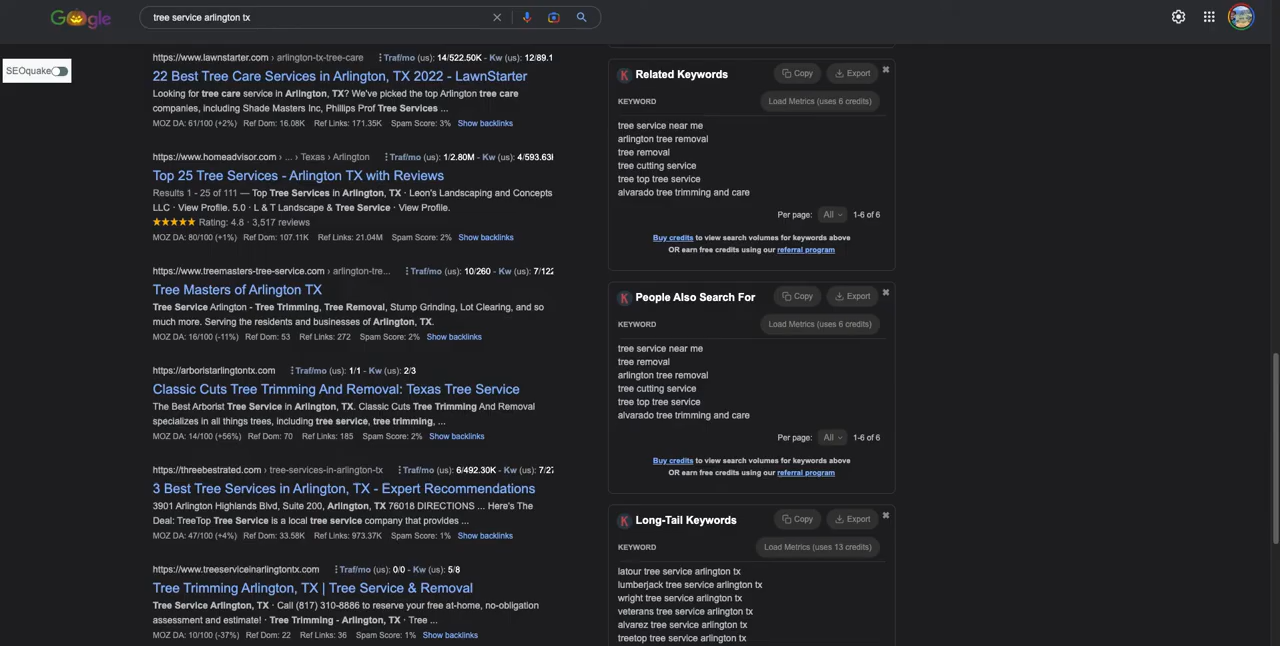 Google
tree service arlington tx
SEOquake
https://www.lawnstarter.com › arlington-tx-tree-care Traf/mo (us): 14/522.50K - Kw (us): 12/89.1
22 Best Tree Care Services in Arlington, TX 2022 - LawnStarter
Looking for tree care service in Arlington, TX? We've picked the top Arlington tree care
companies, including Shade Masters Inc, Phillips Prof Tree Services ...
MOZ DA: 61/100 (+2%) Ref Dom: 16.08K Ref Links: 171.35K Spam Score: 3% Show backlinks
https://www.homeadvisor.com › ... › Texas › Arlington Traf/mo (us): 1/2.80M - Kw (us): 4/593.63K
Top 25 Tree Services - Arlington TX with Reviews
Results 1 - 25 of 111 — Top Tree Services in Arlington, TX · Leon's Landscaping and Concepts
LLC · View Profile. 5.0 · L & T Landscape & Tree Service · View Profile.
★★★★★ Rating: 4.8 · 3,517 reviews
MOZ DA: 80/100 (+1%) Ref Dom: 107.11K Ref Links: 21.04M Spam Score: 2% Show backlinks
https://www.treemasters-tree-service.com › arlington-tre... Traf/mo (us): 10/260 - Kw (us): 7/122
Tree Masters of Arlington TX
Tree Service Arlington - Tree Trimming, Tree Removal, Stump Grinding, Lot Clearing, and so
much more. Serving the residents and businesses of Arlington, TX.
MOZ DA: 16/100 (-11%) Ref Dom: 53 Ref Links: 272 Spam Score: 2% Show backlinks
https://arboristarlingtontx.com Traf/mo (us): 1/1 - Kw (us): 2/3
Classic Cuts Tree Trimming And Removal: Texas Tree Service
The Best Arborist Tree Service in Arlington, TX. Classic Cuts Tree Trimming And Removal
specializes in all things trees, including tree service, tree trimming, ...
MOZ DA: 14/100 (+56%) Ref Dom: 70 Ref Links: 185 Spam Score: 2% Show backlinks
https://threebestrated.com › tree-services-in-arlington-tx Traf/mo (us): 6/492.30K - Kw (us): 7/27
3 Best Tree Services in Arlington, TX - Expert Recommendations
3901 Arlington Highlands Blvd, Suite 200, Arlington, TX 76018 DIRECTIONS ... Here's The
Deal: TreeTop Tree Service is a local tree service company that provides ...
MOZ DA: 47/100 (+4%) Ref Dom: 33.58K Ref Links: 973.37K Spam Score: 1% Show backlinks
https://www.treeserviceinarlingtontx.com Traf/mo (us): 0/0 - Kw (us): 5/8
Tree Trimming Arlington, TX | Tree Service & Removal
Tree Service Arlington, TX · Call (817) 310-8886 to reserve your free at-home, no-obligation
assessment and estimate! · Tree Trimming - Arlington, TX · Tree ...
MOZ DA: 10/100 (-37%) Ref Dom: 22 Ref Links: 36 Spam Score: 1% Show backlinks
K Related Keywords Copy Export
KEYWORD Load Metrics (uses 6 credits)
tree service near me
arlington tree removal
tree removal
tree cutting service
tree top tree service
alvarado tree trimming and care
Per page: All 1-6 of 6
Buy credits to view search volumes for keywords above
OR earn free credits using our referral program
K People Also Search For Copy Export
KEYWORD Load Metrics (uses 6 credits)
tree service near me
tree removal
arlington tree removal
tree cutting service
tree top tree service
alvarado tree trimming and care
Per page: All 1-6 of 6
Buy credits to view search volumes for keywords above
OR earn free credits using our referral program
K Long-Tail Keywords Copy Export
KEYWORD Load Metrics (uses 13 credits)
latour tree service arlington tx
lumberjack tree service arlington tx
wright tree service arlington tx
veterans tree service arlington tx
alvarez tree service arlington tx
treetop tree service arlington tx